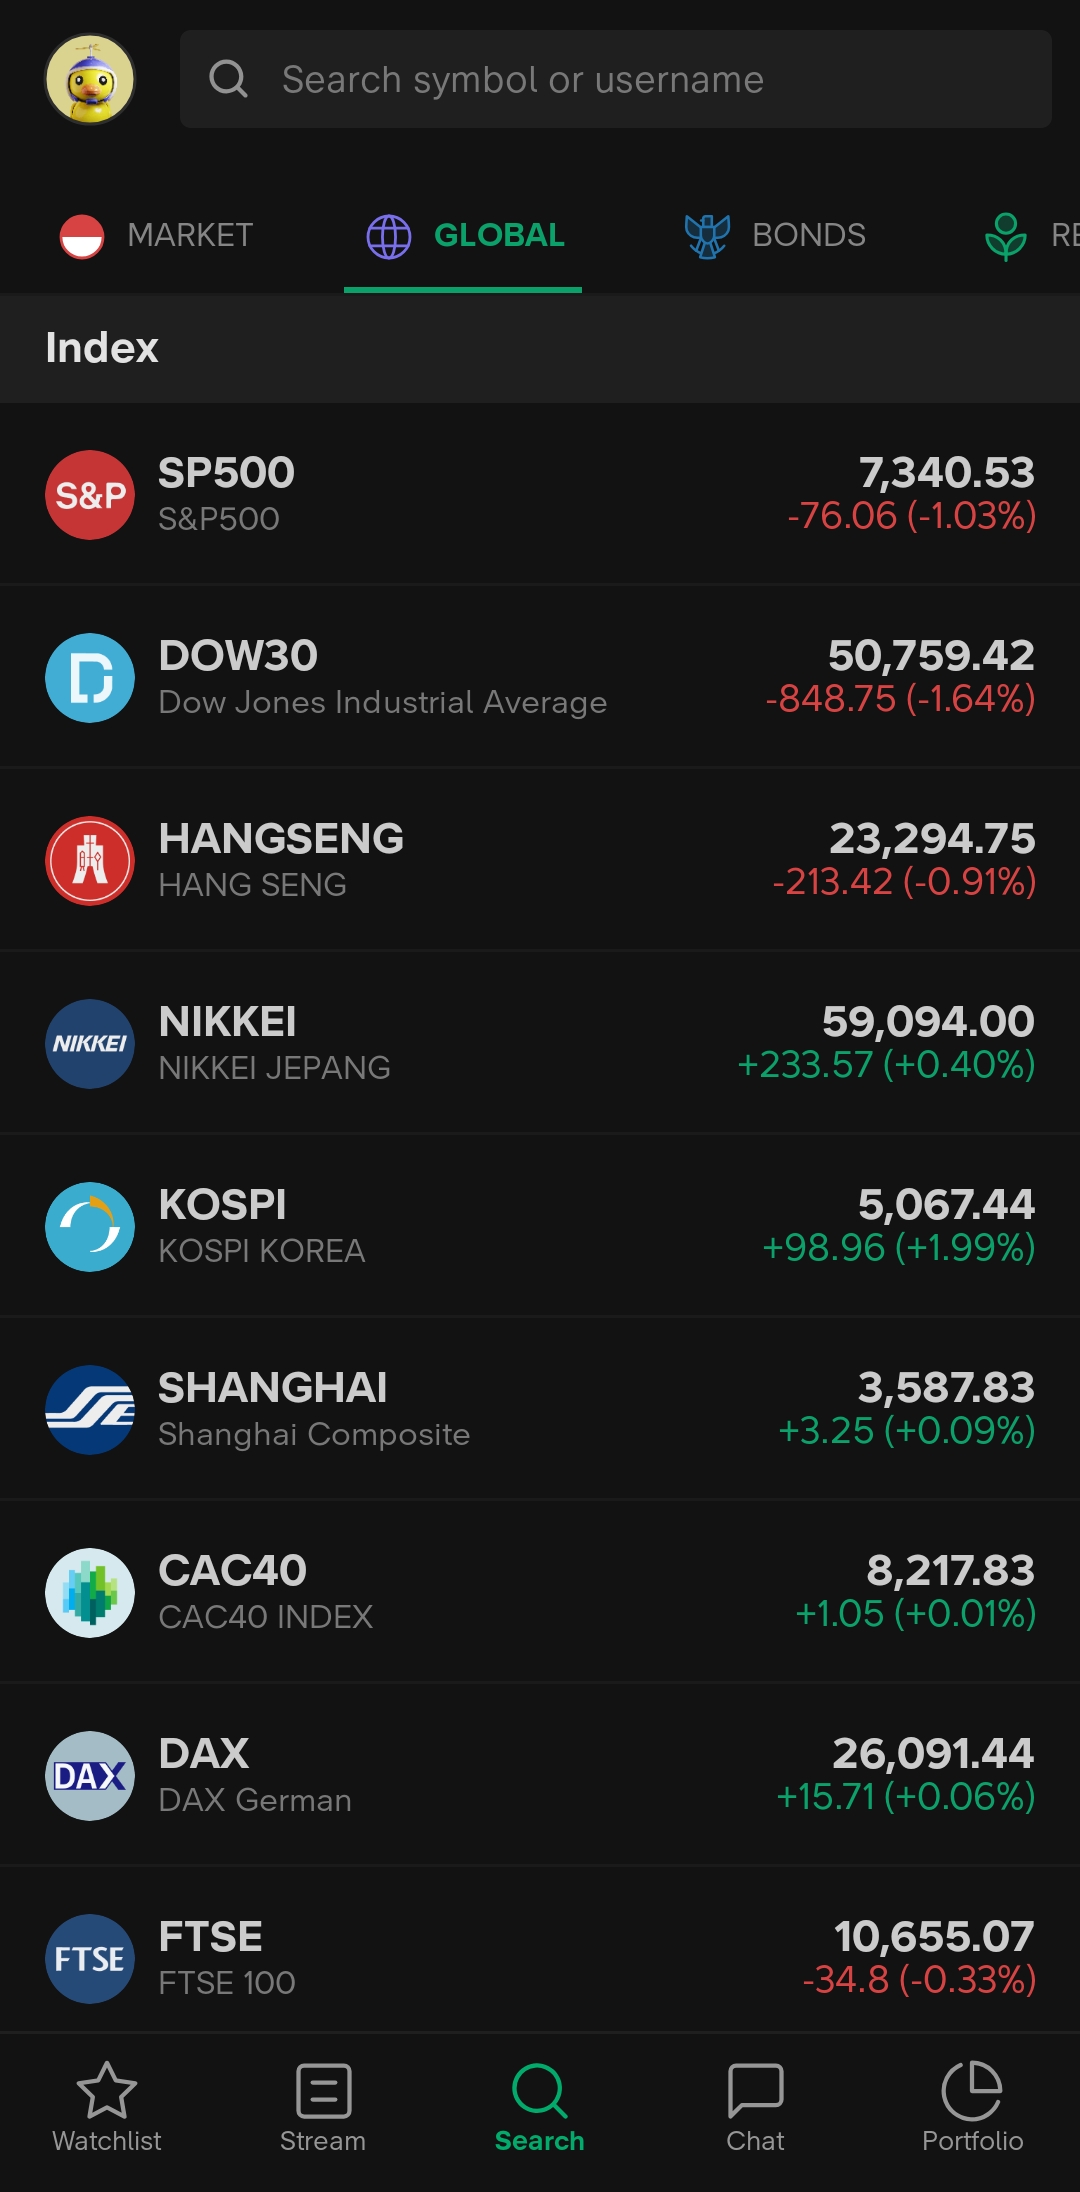 Search symbol or username
MARKET GLOBAL BONDS RE
Index
S&P SP500 7,340.53
S&P500 -76.06 (-1.03%)
DOW30 50,759.42
Dow Jones Industrial Average -848.75 (-1.64%)
HANGSENG 23,294.75
HANG SENG -213.42 (-0.91%)
NIKKEI NIKKEI 59,094.00
NIKKEI JEPANG +233.57 (+0.40%)
KOSPI 5,067.44
KOSPI KOREA +98.96 (+1.99%)
SHANGHAI 3,587.83
Shanghai Composite +3.25 (+0.09%)
CAC40 8,217.83
CAC40 INDEX +1.05 (+0.01%)
DAX DAX 26,091.44
DAX German +15.71 (+0.06%)
FTSE FTSE 10,655.07
FTSE 100 -34.8 (-0.33%)
Watchlist Stream Search Chat Portfolio